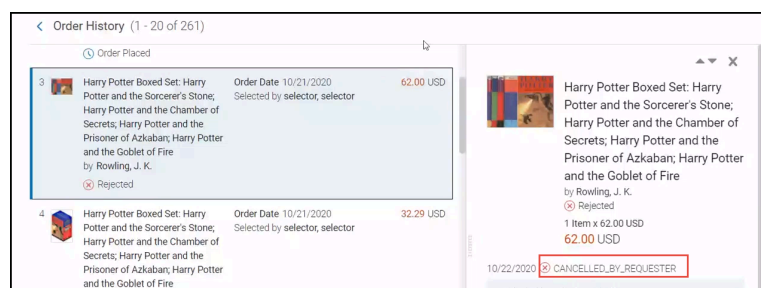 Order History (1 - 20 of 261)
Order Placed
3
Harry Potter Boxed Set: Harry
Potter and the Sorcerer's Stone;
Harry Potter and the Chamber of
Secrets; Harry Potter and the
Prisoner of Azkaban; Harry Potter
and the Goblet of Fire
by Rowling, J. K.
Rejected
Order Date 10/21/2020
Selected by selector, selector
62.00 USD
4
Harry Potter Boxed Set: Harry
Potter and the Sorcerer's Stone;
Harry Potter and the Chamber of
Secrets; Harry Potter and the
Prisoner of Azkaban; Harry Potter
and the Goblet of Fire
Order Date 10/21/2020
Selected by selector, selector
32.29 USD
Harry Potter Boxed Set: Harry
Potter and the Sorcerer's Stone;
Harry Potter and the Chamber of
Secrets; Harry Potter and the
Prisoner of Azkaban; Harry Potter
and the Goblet of Fire
by Rowling, J. K.
Rejected
1 Item x 62.00 USD
62.00 USD
10/22/2020 CANCELLED_BY_REQUESTER